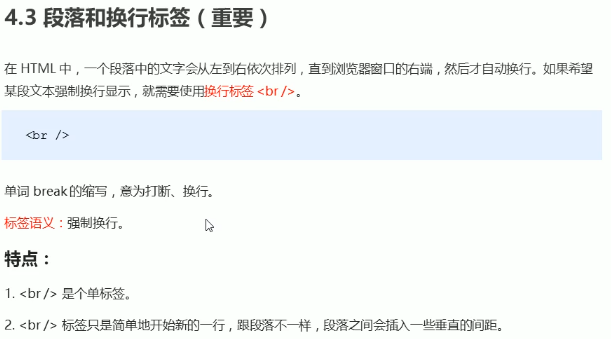 4.3 段落和换行标签（重要）
在 HTML 中，一个段落中的文字会从左到右依次排列，直到浏览器窗口的右端，然后才自动换行。如果希望
某段文本强制换行显示，就需要使用换行标签 <br />。
<br />
单词 break的缩写，意为打断、换行。
标签语义：强制换行。
特点：
1. <br /> 是个单标签。
2. <br /> 标签只是简单地开始新的一行，跟段落不一样，段落之间会插入一些垂直的间距。